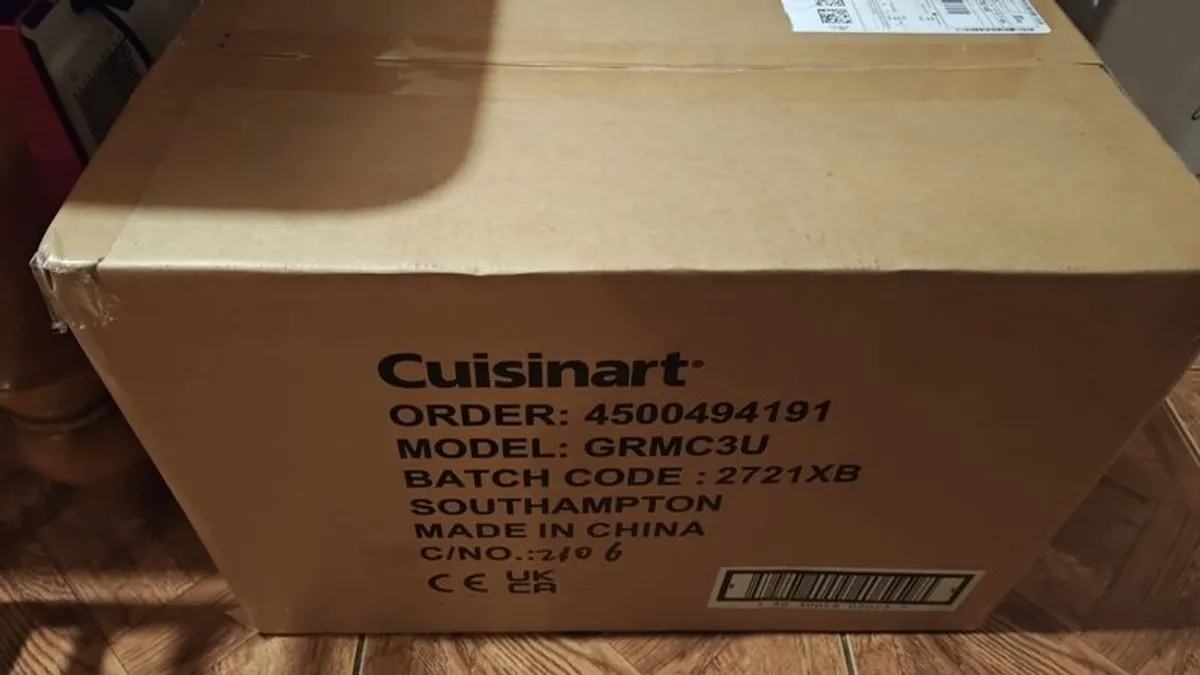 Cuisinart
ORDER: 4500494191
MODEL: GRMC3U
BATCH CODE : 2721XB
SOUTHAMPTON
MADE IN CHINA
C/NO.:2106
CE UK
CA